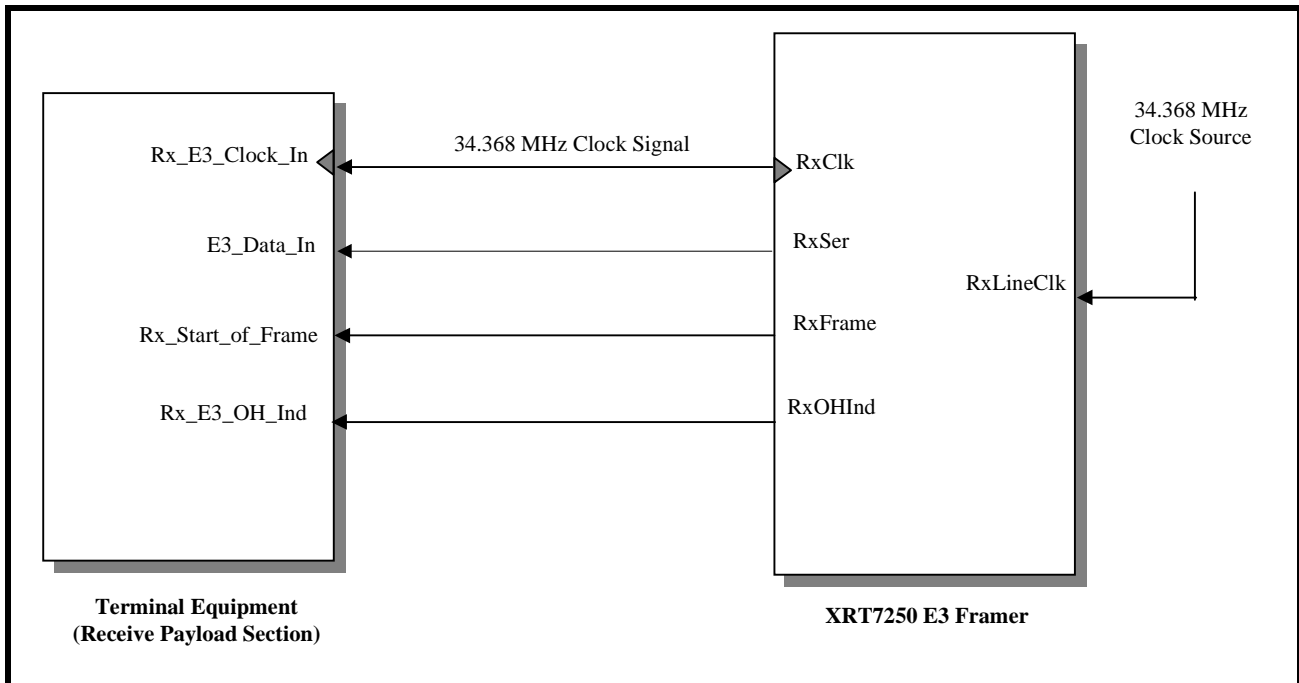 34.368 MHz
Clock Source
Rx_E3_Clock_In
34.368 MHz Clock Signal
RxClk
E3_Data_In
RxSer
RxLineClk
Rx_Start_of_Frame
RxFrame
Rx_E3_OH_Ind
RxOHInd
Terminal Equipment
(Receive Payload Section)
XRT7250 E3 Framer